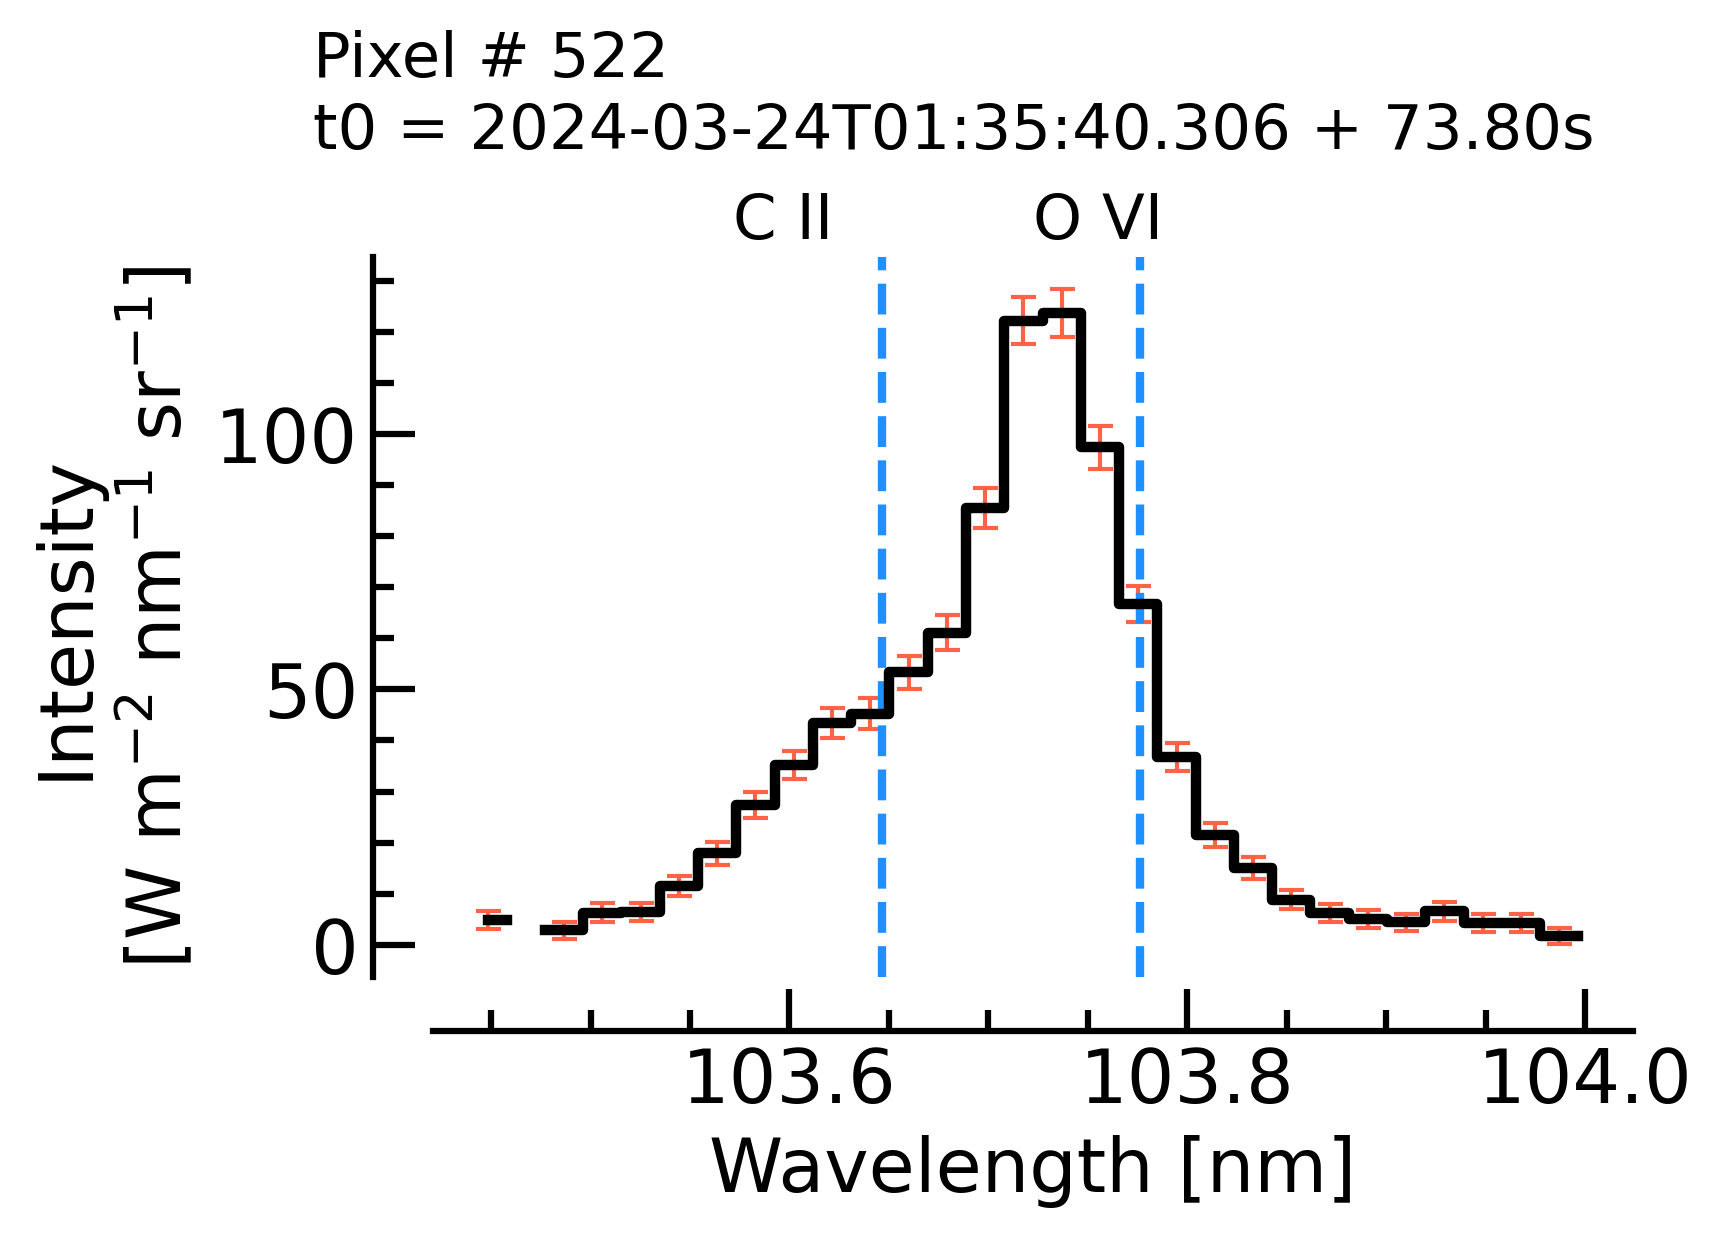 Pixel # 522
t0 = 2024-03-24T01:35:40.306 + 73.80s
C II O VI
Intensity
[W m⁻² nm⁻¹ sr⁻¹]
100
50
0
103.6 103.8 104.0
Wavelength [nm]